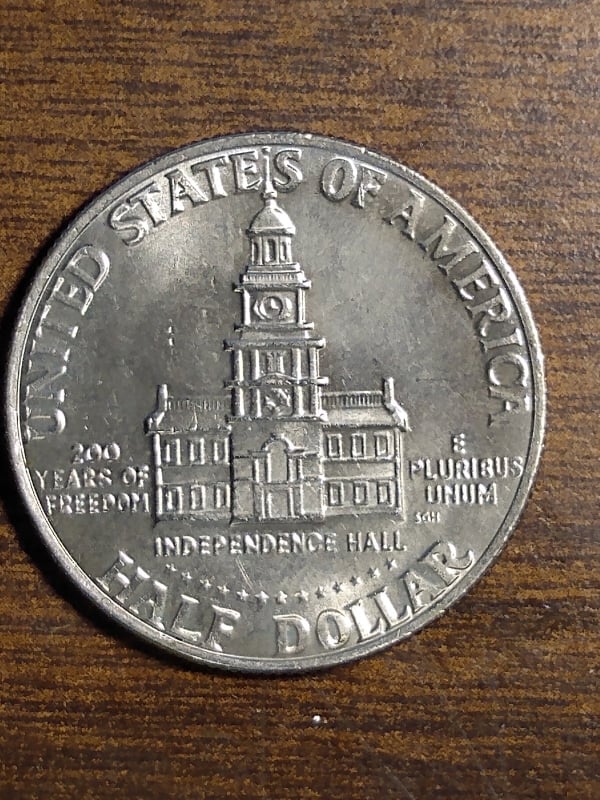 UNITED STATES OF AMERICA
200
YEARS OF
FREEDOM
E
PLURIBUS
UNUM
SGH
INDEPENDENCE HALL
HALF DOLLAR